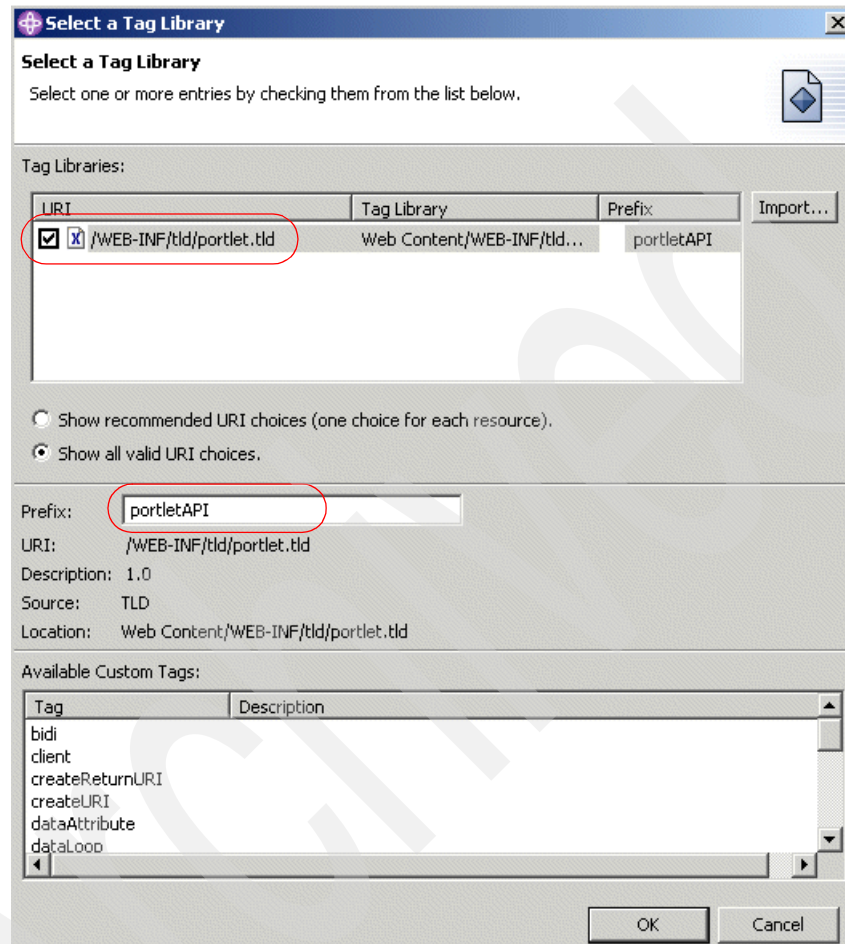 Select a Tag Library
Select a Tag Library
Select one or more entries by checking them from the list below.
Tag Libraries:
URI Tag Library Prefix
Import...
/WEB-INF/tld/portlet.tld Web Content/WEB-INF/tld... portletAPI
Show recommended URI choices (one choice for each resource).
Show all valid URI choices.
Prefix: portletAPI
URI: /WEB-INF/tld/portlet.tld
Description: 1.0
Source: TLD
Location: Web Content/WEB-INF/tld/portlet.tld
Available Custom Tags:
Tag Description
bidi
client
createReturnURI
createURI
dataAttribute
dataLoop
OK Cancel